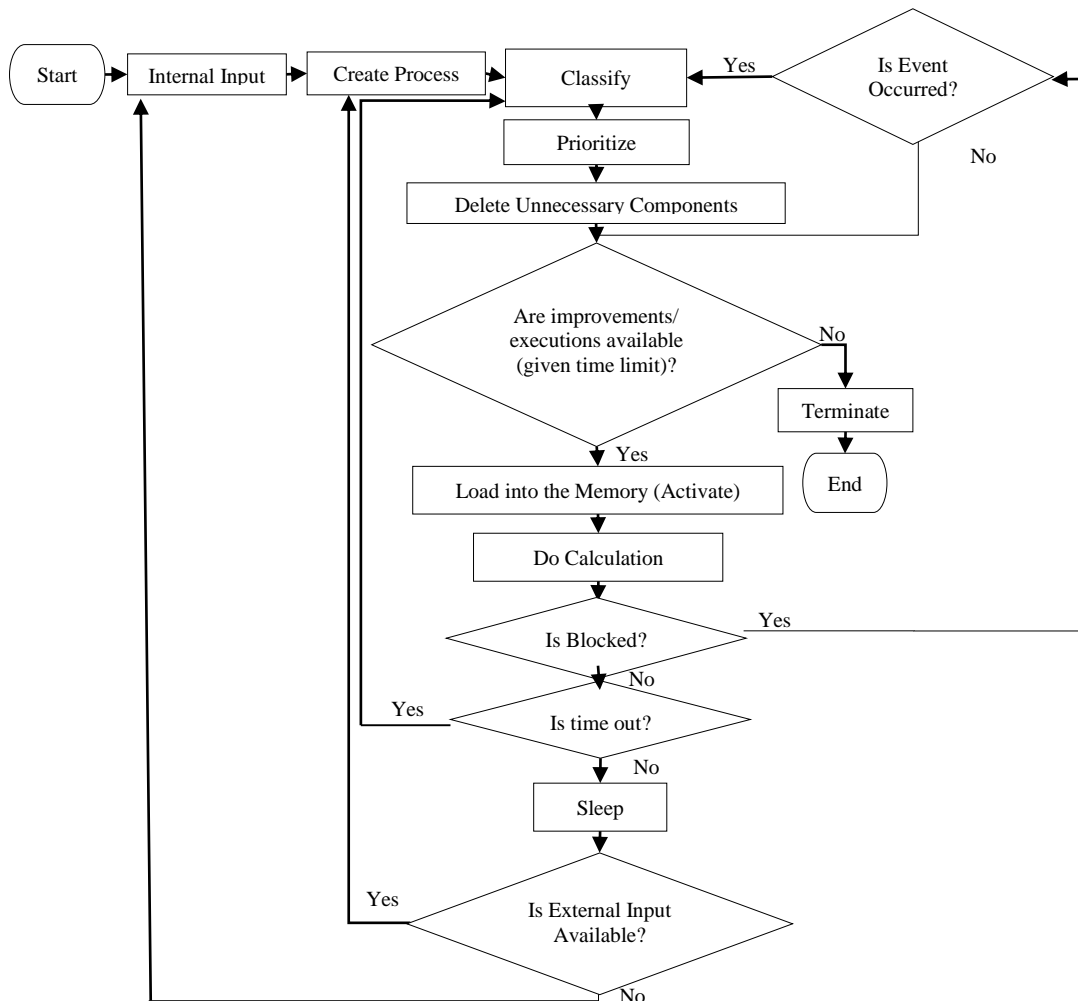 Start
Internal Input
Create Process
Classify
Yes
Is Event
Occurred?
No
Prioritize
Delete Unnecessary Components
Are improvements/
executions available
(given time limit)?
No
Terminate
End
Yes
Load into the Memory (Activate)
Do Calculation
Is Blocked?
Yes
No
Is time out?
Yes
No
Sleep
Is External Input
Available?
Yes
No